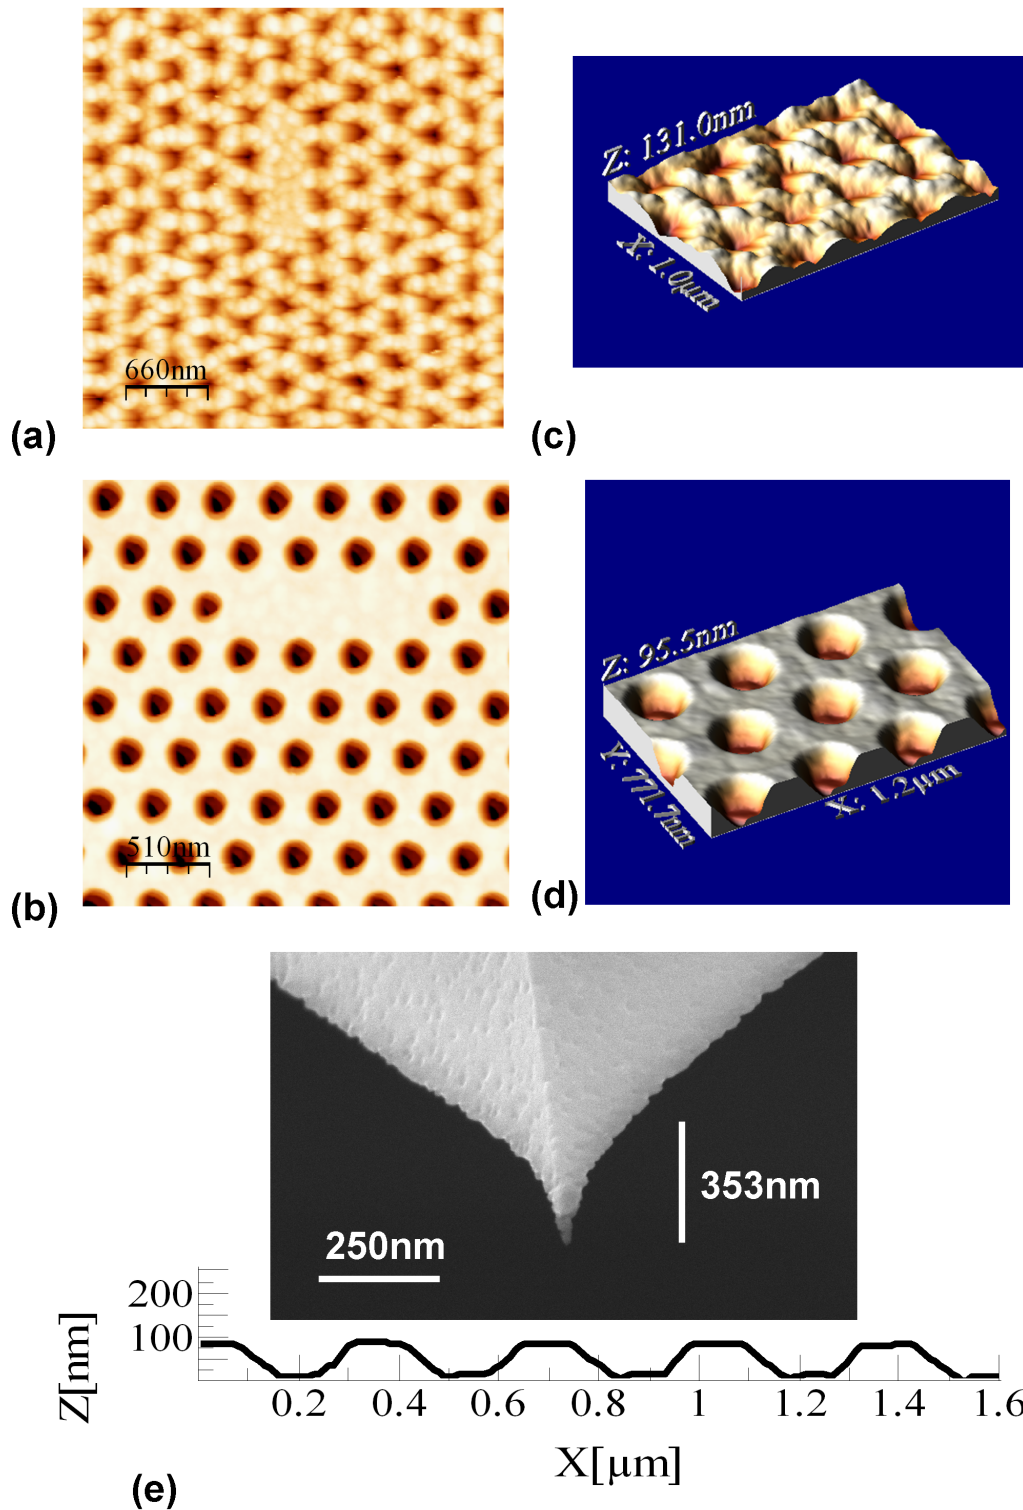 660nm
(a)
Z: 131.0nm
X: 1.0µm
(c)
510nm
(b)
Z: 95.5nm
Y: 771.7nm
X: 1.2µm
(d)
353nm
250nm
200
100
Z[nm]
0.2 0.4 0.6 0.8 1 1.2 1.4 1.6
X[µm]
(e)